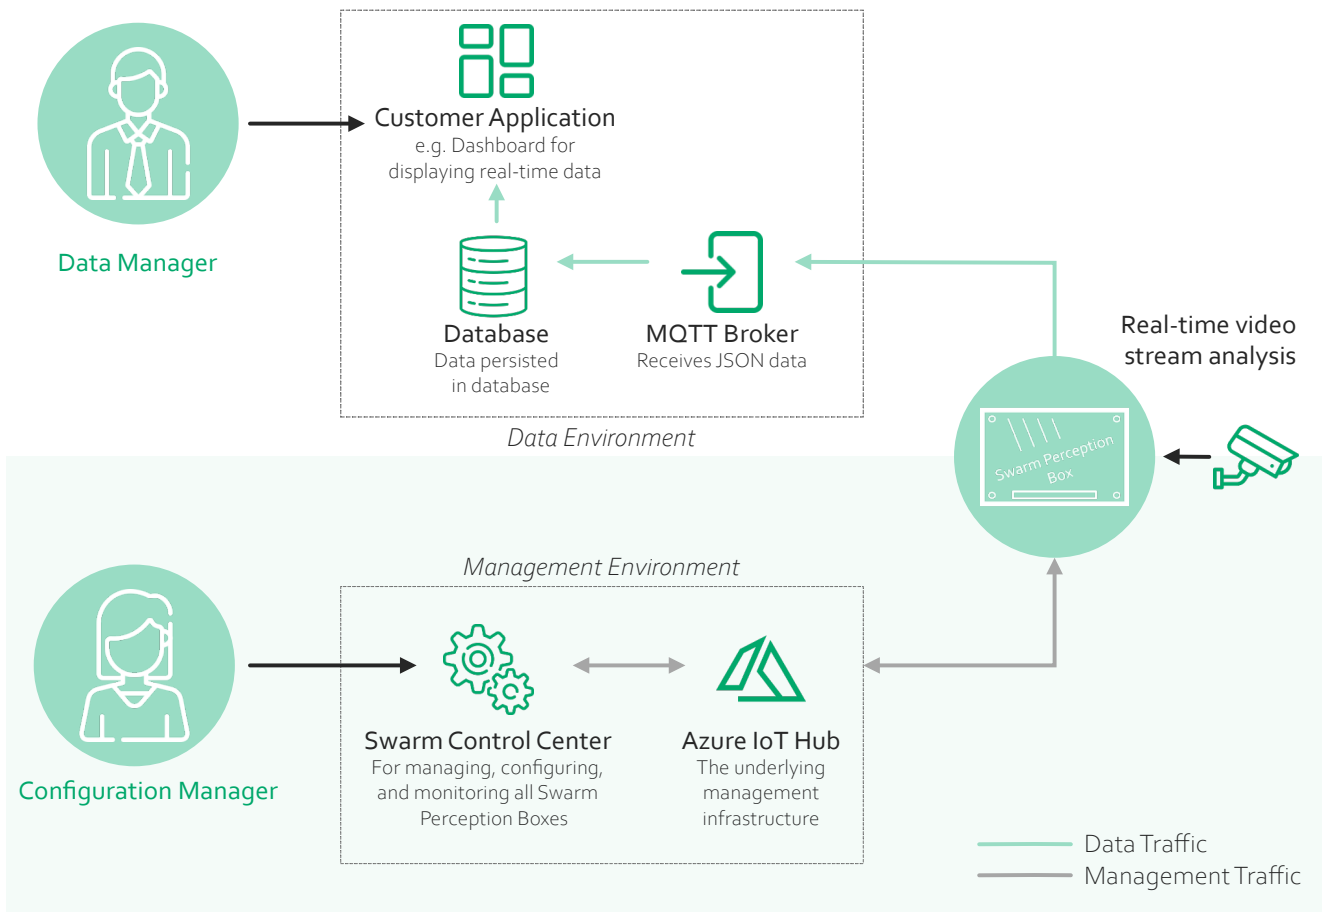 Customer Application
e.g. Dashboard for
displaying real-time data
Data Manager
Database
Data persisted
in database
MQTT Broker
Receives JSON data
Data Environment
Real-time video
stream analysis
Swarm Perception
Box
Management Environment
Configuration Manager
Swarm Control Center
For managing, configuring,
and monitoring all Swarm
Perception Boxes
Azure IoT Hub
The underlying
management
infrastructure
Data Traffic
Management Traffic